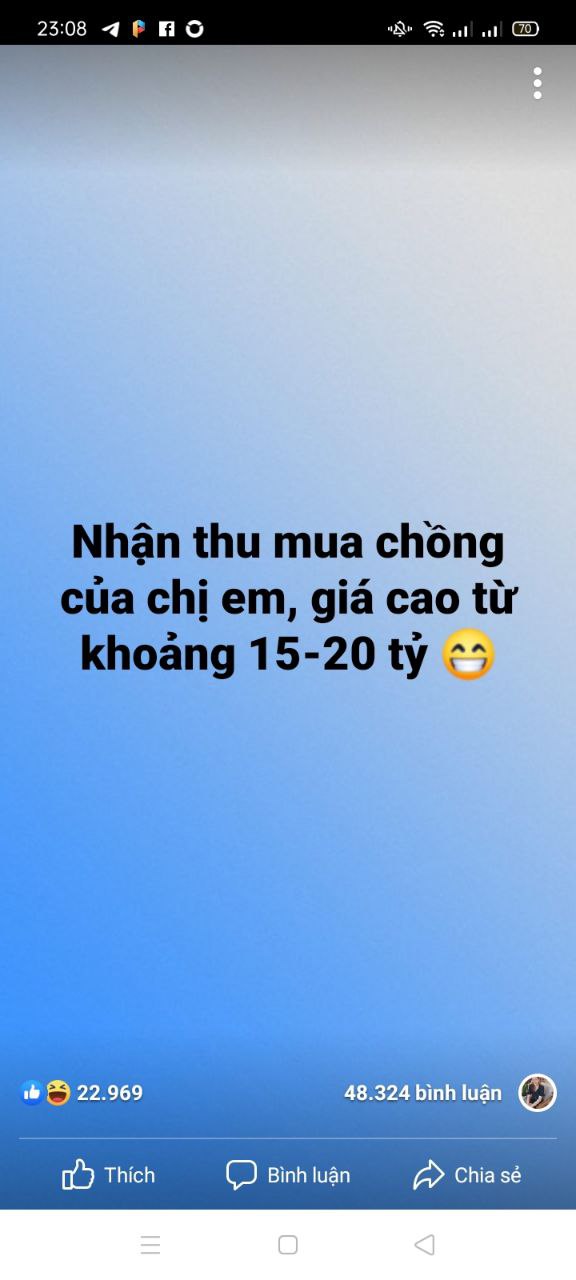 23:08
70
Nhận thu mua chồng
của chị em, giá cao từ
khoảng 15-20 tỷ 😁
22.969
48.324 bình luận
Thích
Bình luận
Chia sẻ